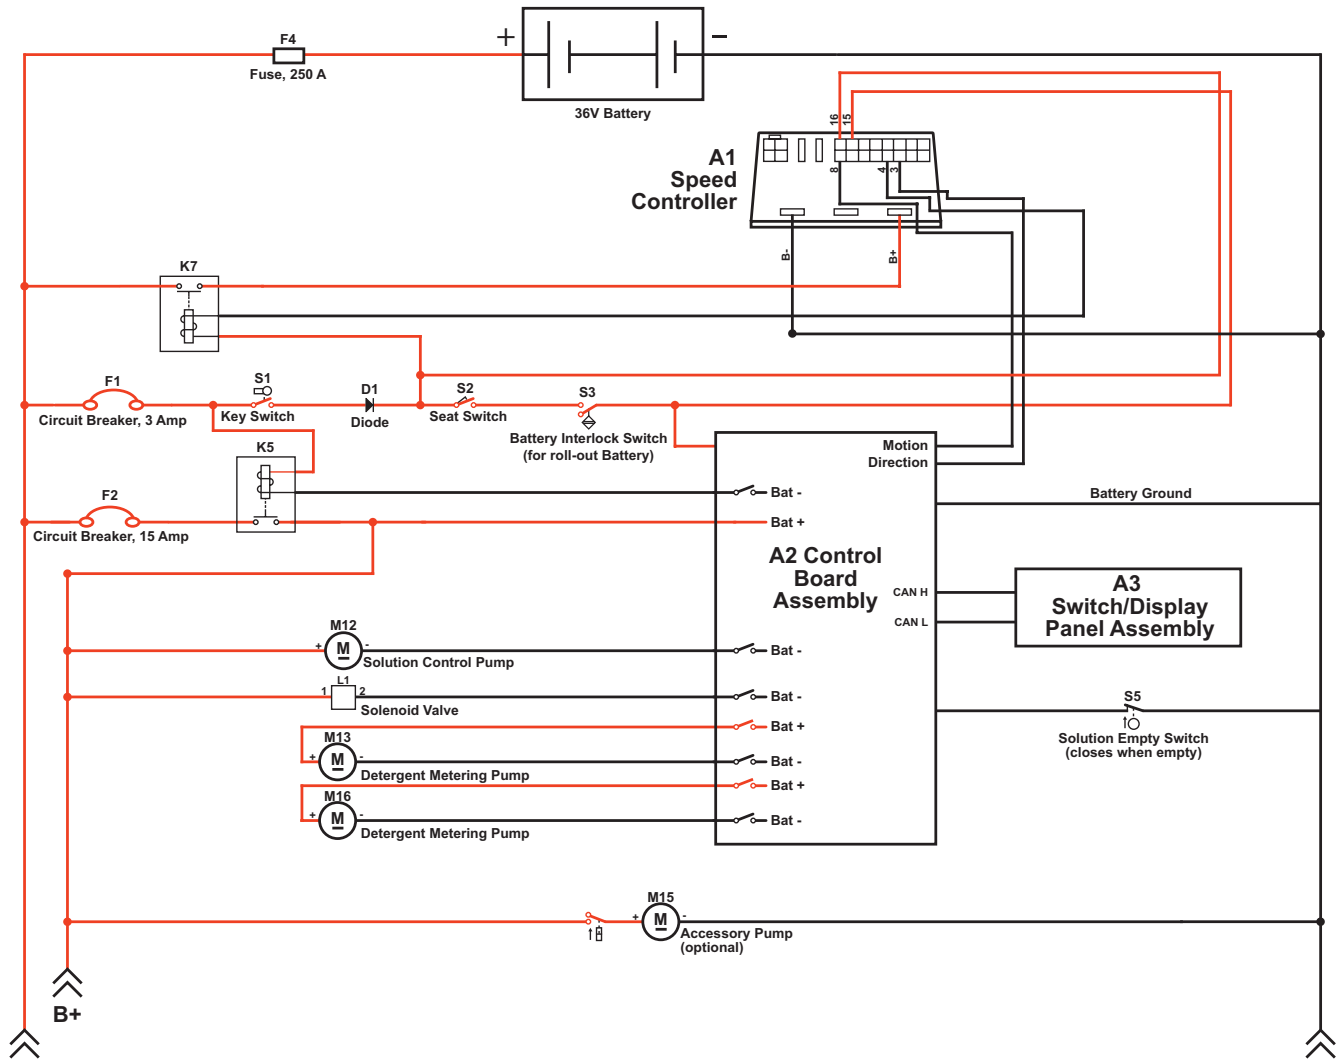 F4
Fuse, 250 A
+
−
36V Battery
16
15
A1
Speed
Controller
8
4
3
B-
B+
K7
F1
Circuit Breaker, 3 Amp
S1
Key Switch
D1
Diode
S2
Seat Switch
S3
Battery Interlock Switch
(for roll-out Battery)
Motion
Direction
K5
Bat -
Battery Ground
F2
Circuit Breaker, 15 Amp
Bat +
A2 Control
Board
Assembly
CAN H
CAN L
A3
Switch/Display
Panel Assembly
M12
+
M
-
Solution Control Pump
Bat -
L1
1
2
Solenoid Valve
Bat -
S5
Solution Empty Switch
(closes when empty)
Bat +
M13
+
M
-
Detergent Metering Pump
Bat -
Bat +
M16
+
M
-
Detergent Metering Pump
Bat -
M15
+
M
-
Accessory Pump
(optional)
B+